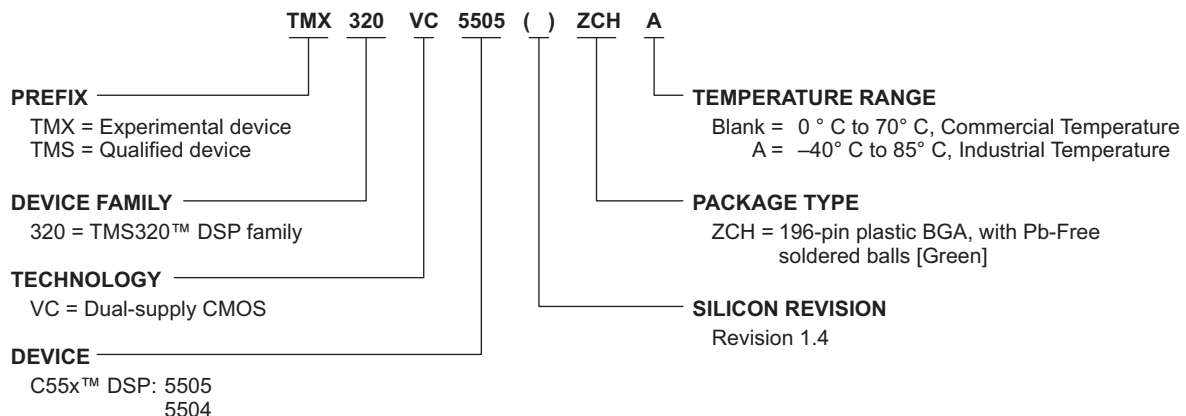 TMX 320 VC 5505 ( ) ZCH A
PREFIX
TMX = Experimental device
TMS = Qualified device
DEVICE FAMILY
320 = TMS320™ DSP family
TECHNOLOGY
VC = Dual-supply CMOS
DEVICE
C55x™ DSP: 5505
5504
TEMPERATURE RANGE
Blank = 0 ° C to 70° C, Commercial Temperature
A = –40° C to 85° C, Industrial Temperature
PACKAGE TYPE
ZCH = 196-pin plastic BGA, with Pb-Free
soldered balls [Green]
SILICON REVISION
Revision 1.4